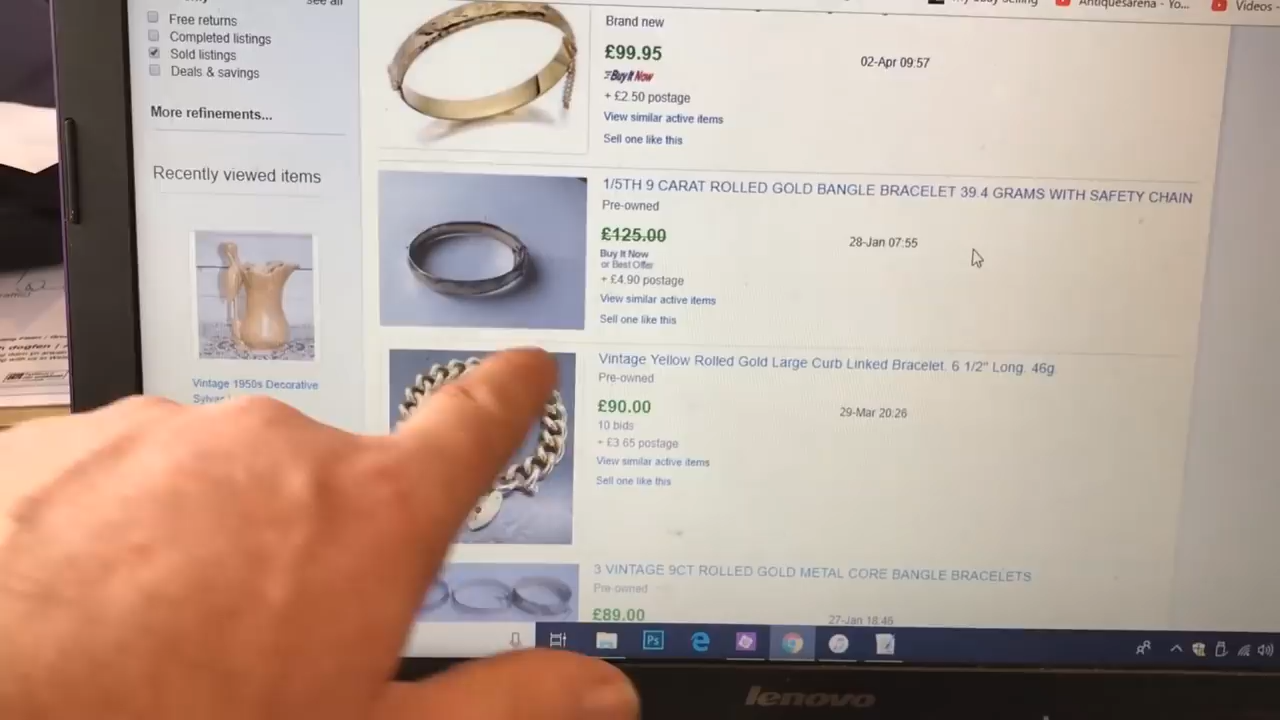 see all
Antiquesarena - Yo...
Videos
Free returns
Completed listings
Sold listings
Deals & savings
More refinements...
Recently viewed items
Vintage 1950s Decorative
Brand new
£99.95
Buy It Now
+ £2.50 postage
View similar active items
Sell one like this
02-Apr 09:57
1/5TH 9 CARAT ROLLED GOLD BANGLE BRACELET 39.4 GRAMS WITH SAFETY CHAIN
Pre-owned
£125.00
Buy It Now
or Best Offer
+ £4.90 postage
View similar active items
Sell one like this
28-Jan 07:55
Vintage Yellow Rolled Gold Large Curb Linked Bracelet. 6 1/2" Long. 46g.
Pre-owned
£90.00
10 bids
+ £3.65 postage
View similar active items
Sell one like this
29-Mar 20:26
3 VINTAGE 9CT ROLLED GOLD METAL CORE BANGLE BRACELETS
Pre-owned
£89.00
27-Jan 18:46
Ps
lenovo